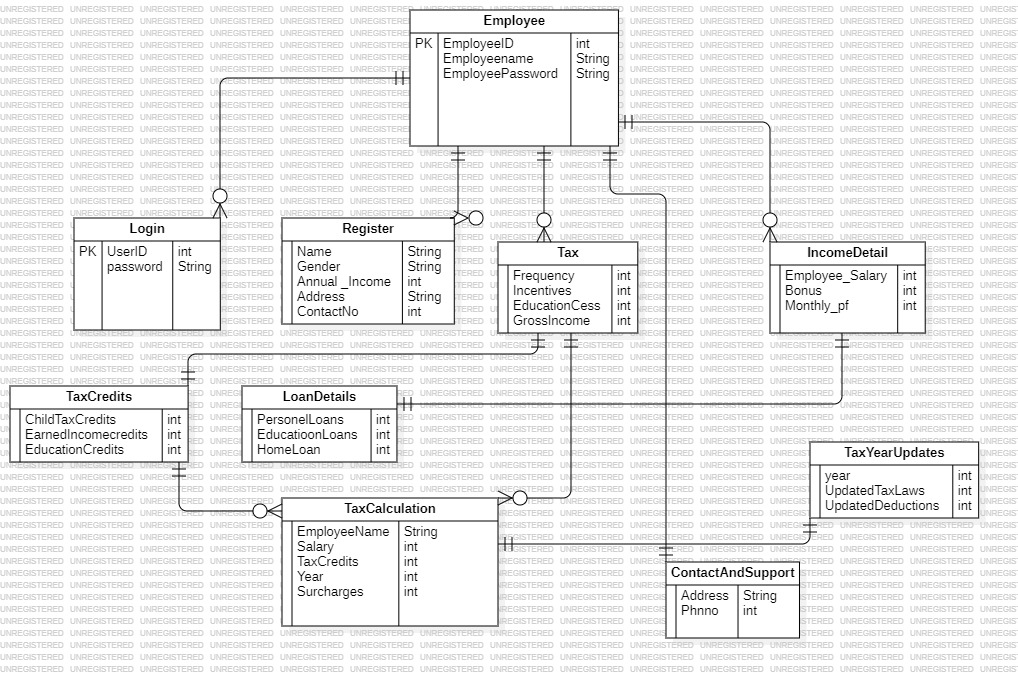 Employee
PK EmployeeID int
Employeename String
EmployeePassword String
Login
PK UserID int
password String
Register
Name String
Gender String
Annual _Income int
Address String
ContactNo int
Tax
Frequency int
Incentives int
EducationCess int
GrossIncome int
IncomeDetail
Employee_Salary int
Bonus int
Monthly_pf int
TaxCredits
ChildTaxCredits int
EarnedIncomecredits int
EducationCredits int
LoanDetails
PersonelLoans int
EducatioonLoans int
HomeLoan int
TaxYearUpdates
year int
UpdatedTaxLaws int
UpdatedDeductions int
TaxCalculation
EmployeeName String
Salary int
TaxCredits int
Year int
Surcharges int
ContactAndSupport
Address String
Phnno int
UNREGISTERED